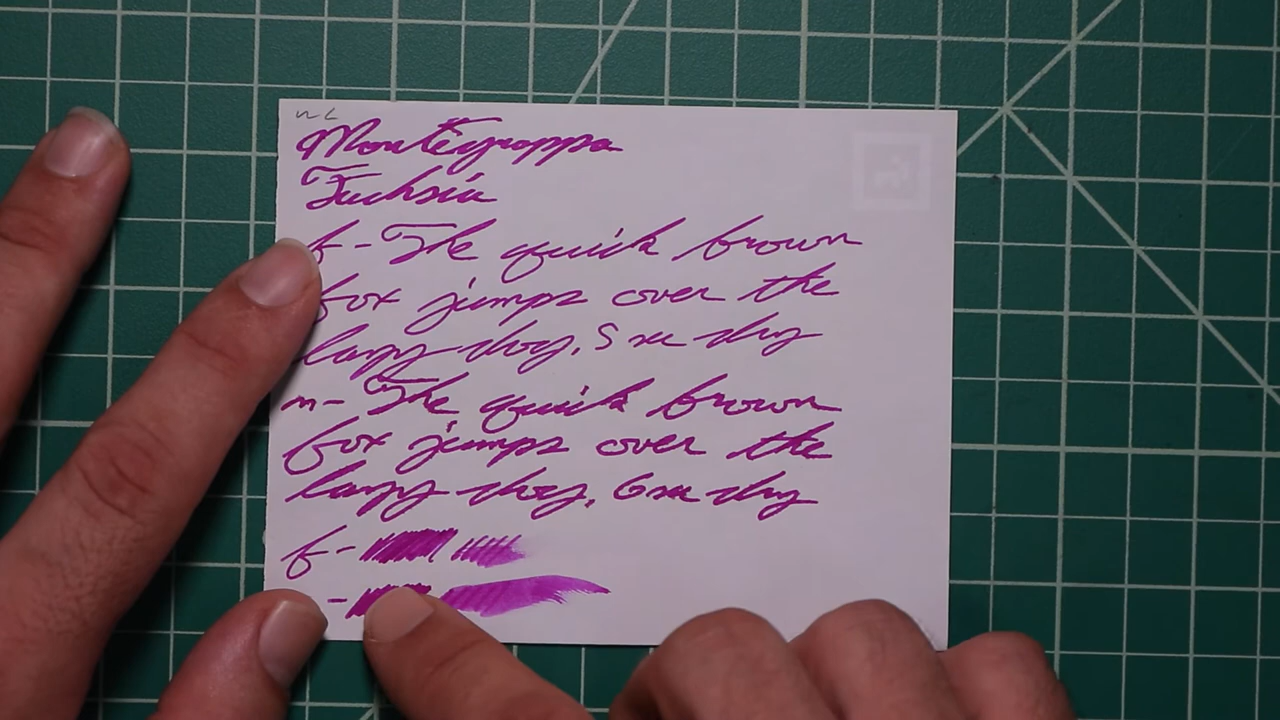 nc
Montegrappa
Fuchsia
f - The quick brown
fox jumps over the
lazy dog. 5 sec dry
m - The quick brown
fox jumps over the
lazy dog. 6 sec dry
f -
-